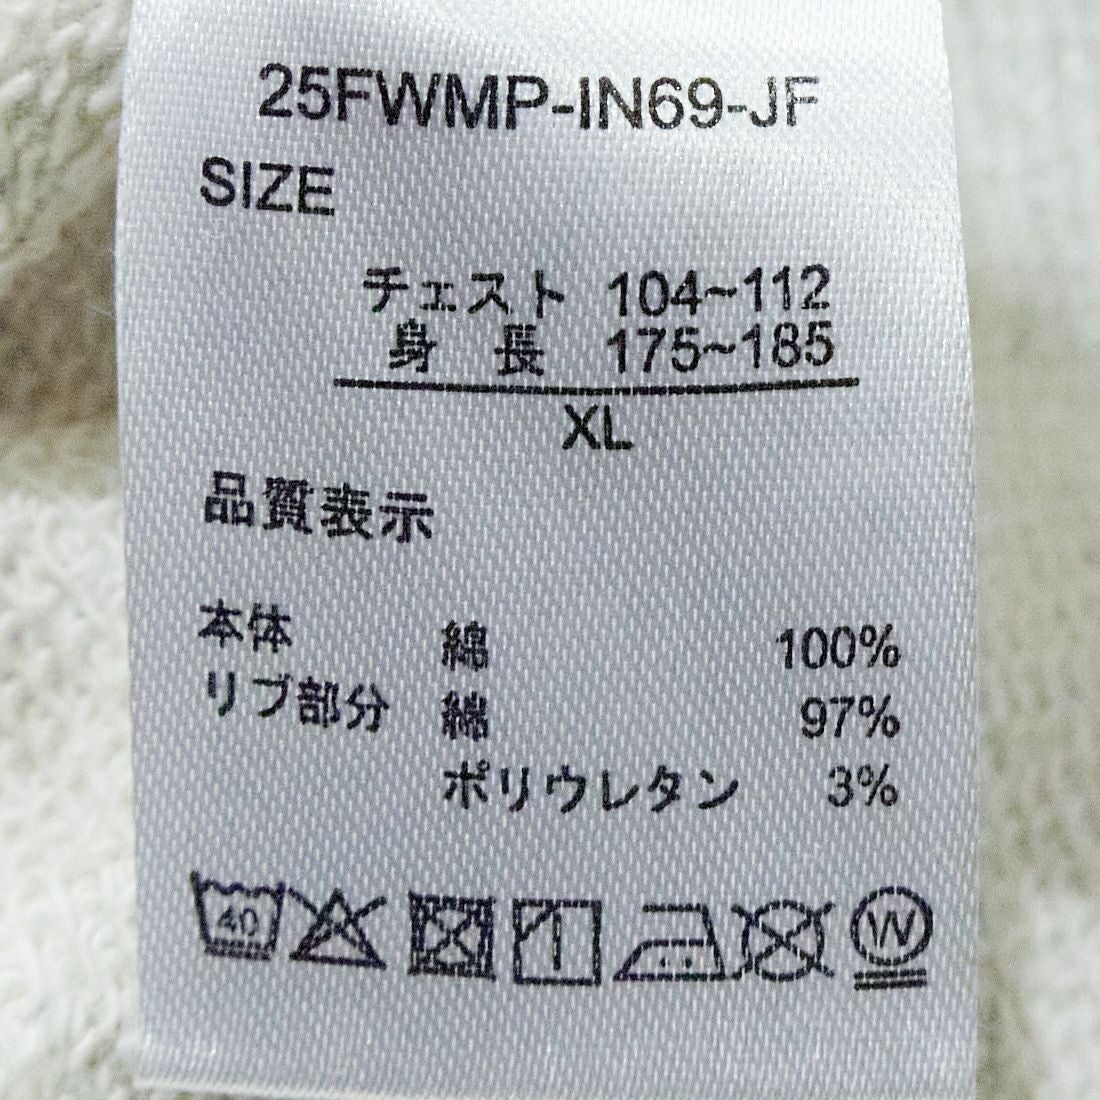 25FWMP-IN69-JF
SIZE
チェスト 104~112
身 長 175~185
XL
品質表示
本体 綿 100%
リブ部分 綿 97%
ポリウレタン 3%
40
W